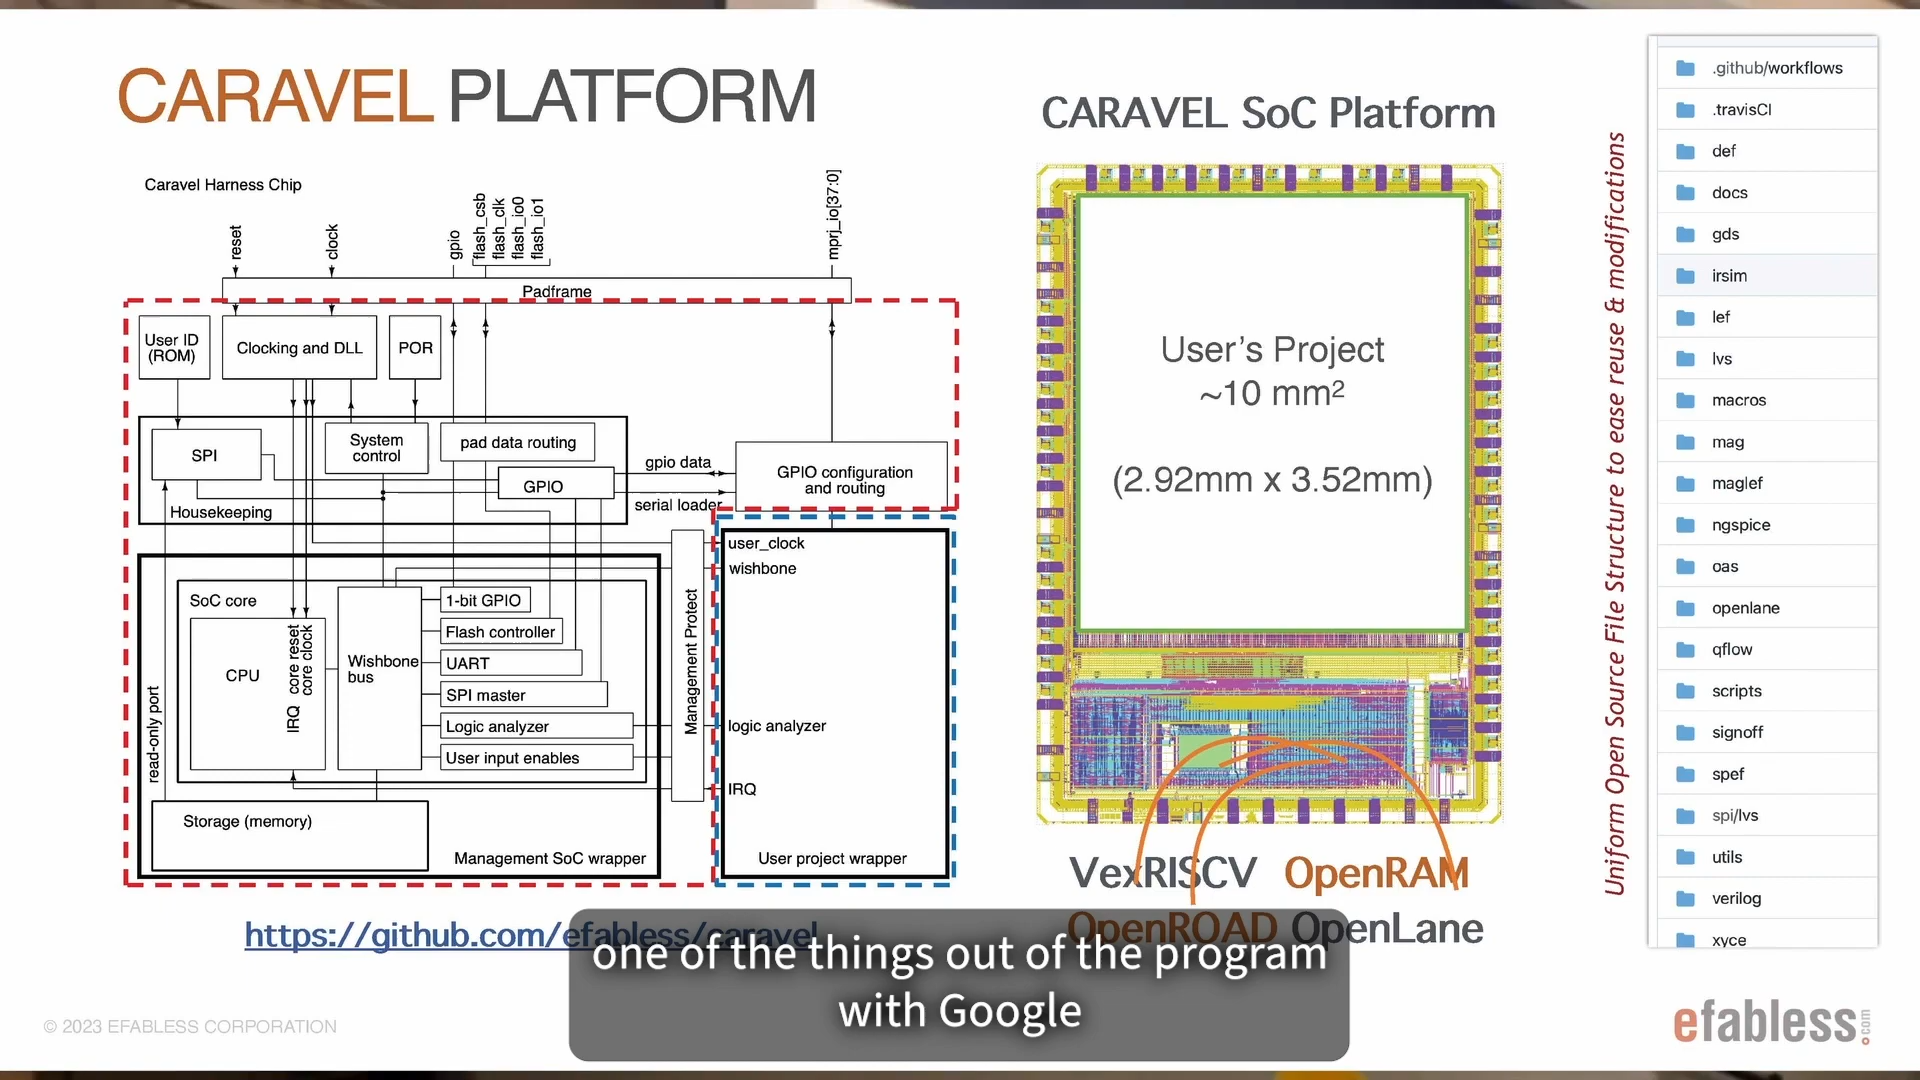 CARAVEL PLATFORM
Caravel Harness Chip
reset
clock
gpio
flash_csb
flash_clk
flash_io0
flash_io1
mprj_io[37:0]
Padframe
User ID
(ROM)
Clocking and DLL
POR
SPI
System
control
pad data routing
GPIO
Housekeeping
gpio data
serial loader
GPIO configuration
and routing
read-only port
SoC core
CPU
core reset
core clock
IRQ
Wishbone
bus
1-bit GPIO
Flash controller
UART
SPI master
Logic analyzer
User input enables
Storage (memory)
Management SoC wrapper
Management Protect
user_clock
wishbone
logic analyzer
IRQ
User project wrapper
https://github.com/efabless/caravel
CARAVEL SoC Platform
User's Project
~10 mm²
(2.92mm x 3.52mm)
VexRISCV OpenRAM
OpenROAD OpenLane
Uniform Open Source File Structure to ease reuse & modifications
.github/workflows
.travisCI
def
docs
gds
irsim
lef
lvs
macros
mag
maglef
ngspice
oas
openlane
qflow
scripts
signoff
spef
spi/lvs
utils
verilog
xyce
one of the things out of the program
with Google
© 2023 EFABLESS CORPORATION
efabless.com